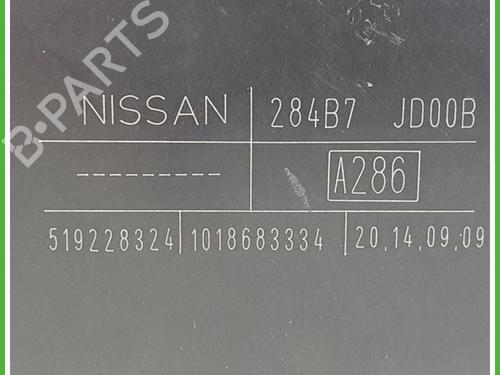 B-PARTS
NISSAN 284B7 JD00B
--------- A286
519228324 1018683334 20.14.09.09